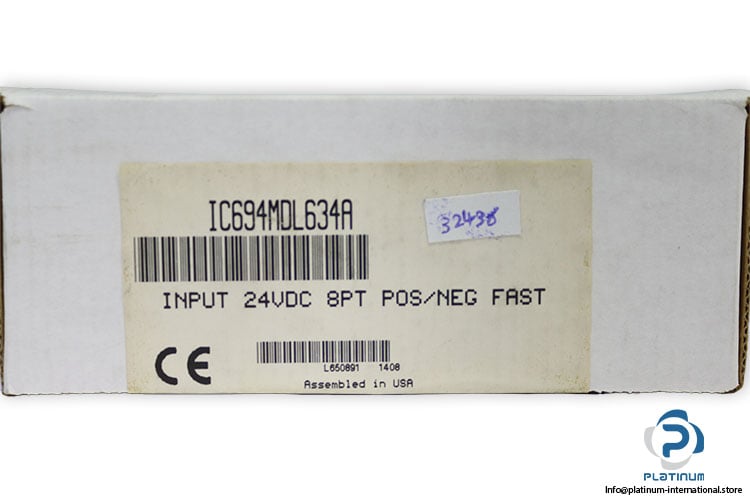 IC694MDL634A
32438
INPUT 24VDC 8PT POS/NEG FAST
CE
L650891 1408
Assembled in USA
PLATINUM
Info@platinum-international.store